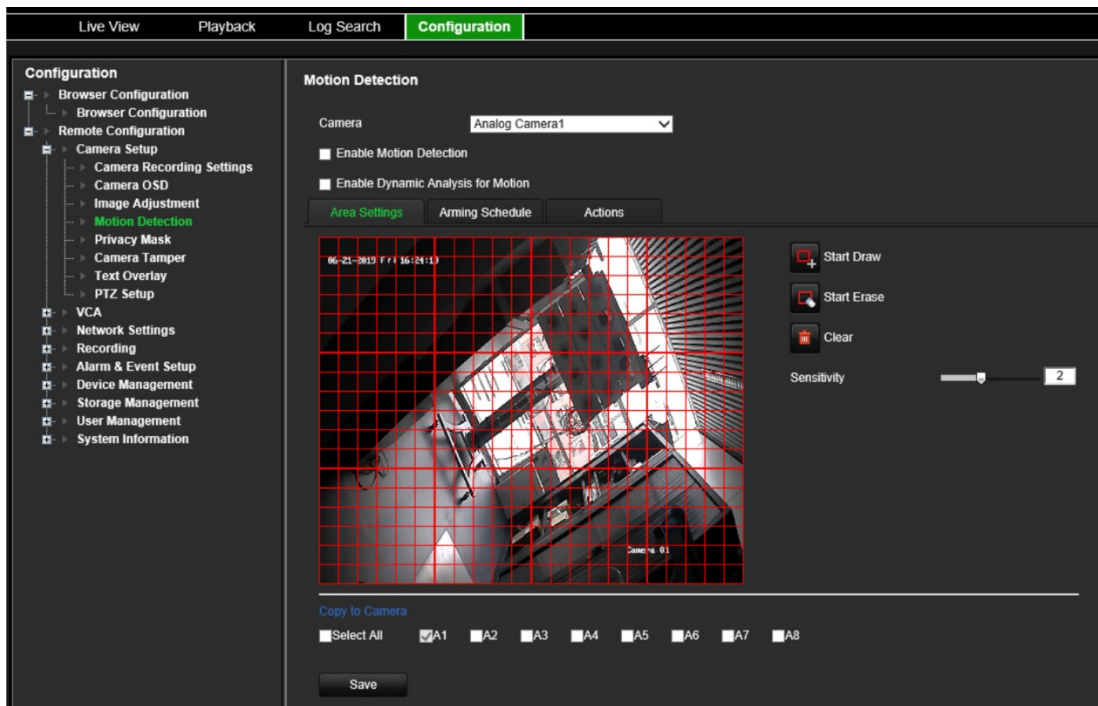 Live View Playback Log Search Configuration
Configuration
Browser Configuration
Browser Configuration
Remote Configuration
Camera Setup
Camera Recording Settings
Camera OSD
Image Adjustment
Motion Detection
Privacy Mask
Camera Tamper
Text Overlay
PTZ Setup
VCA
Network Settings
Recording
Alarm & Event Setup
Device Management
Storage Management
User Management
System Information
Motion Detection
Camera Analog Camera1
Enable Motion Detection
Enable Dynamic Analysis for Motion
Area Settings Arming Schedule Actions
06-21-2019 Fri 16:24:19
Camera 01
Start Draw
Start Erase
Clear
Sensitivity 2
Copy to Camera
Select All A1 A2 A3 A4 A5 A6 A7 A8
Save